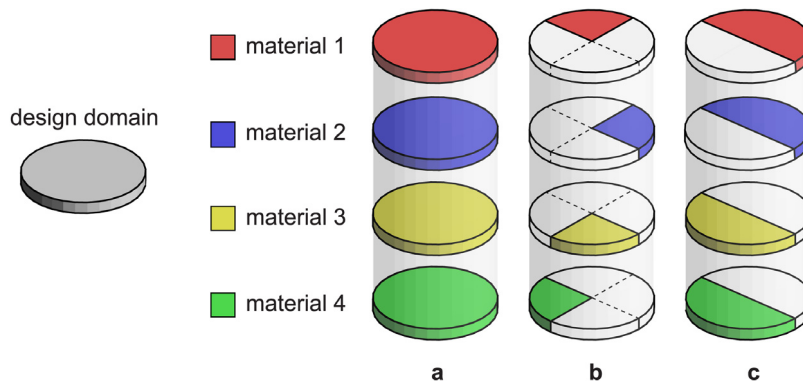 material 1
design domain
material 2
material 3
material 4
a b c